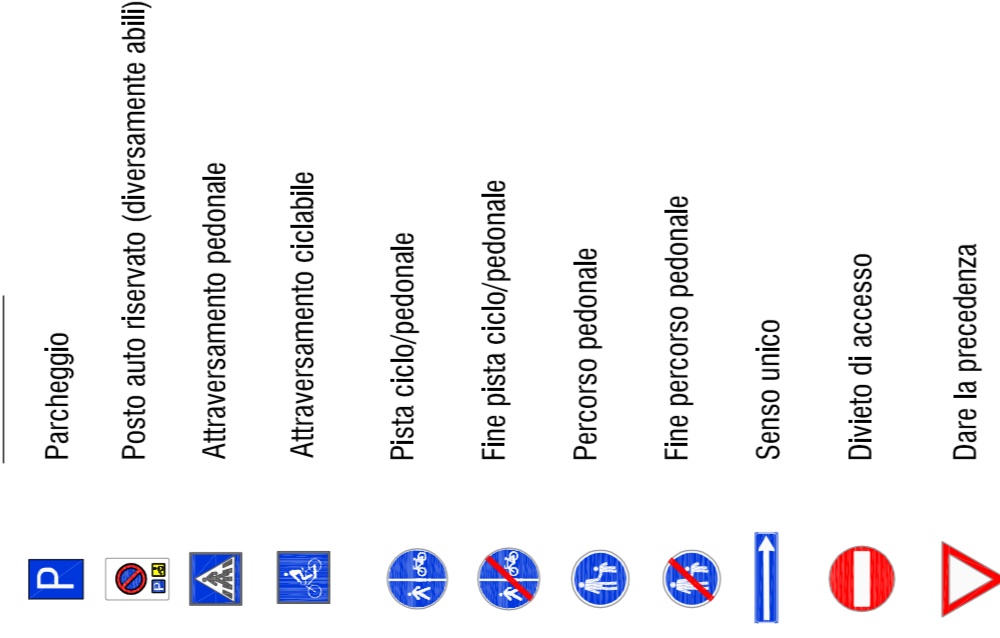 P Parcheggio
Posto auto riservato (diversamente abili)
Attraversamento pedonale
Attraversamento ciclabile
Pista ciclo/pedonale
Fine pista ciclo/pedonale
Percorso pedonale
Fine percorso pedonale
Senso unico
Divieto di accesso
Dare la precedenza